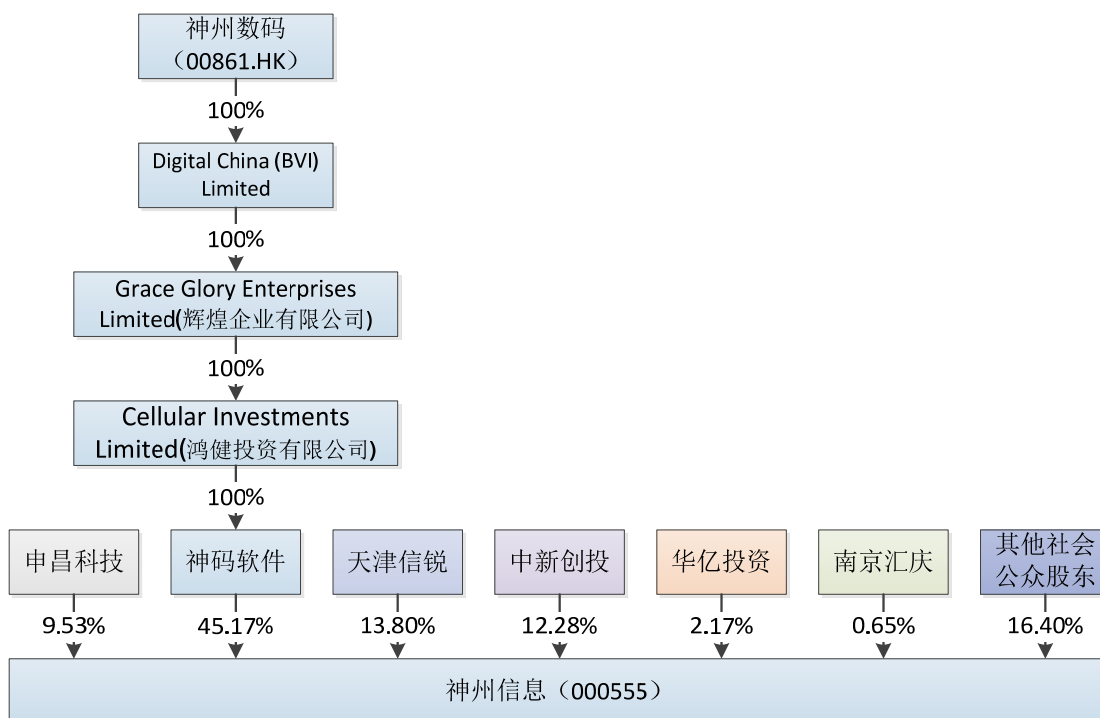 神州数码
（00861.HK）
100%
Digital China (BVI)
Limited
100%
Grace Glory Enterprises
Limited(辉煌企业有限公司)
100%
Cellular Investments
Limited(鸿健投资有限公司)
100%
申昌科技
神码软件
天津信锐
中新创投
华亿投资
南京汇庆
其他社会
公众股东
9.53%
45.17%
13.80%
12.28%
2.17%
0.65%
16.40%
神州信息（000555）